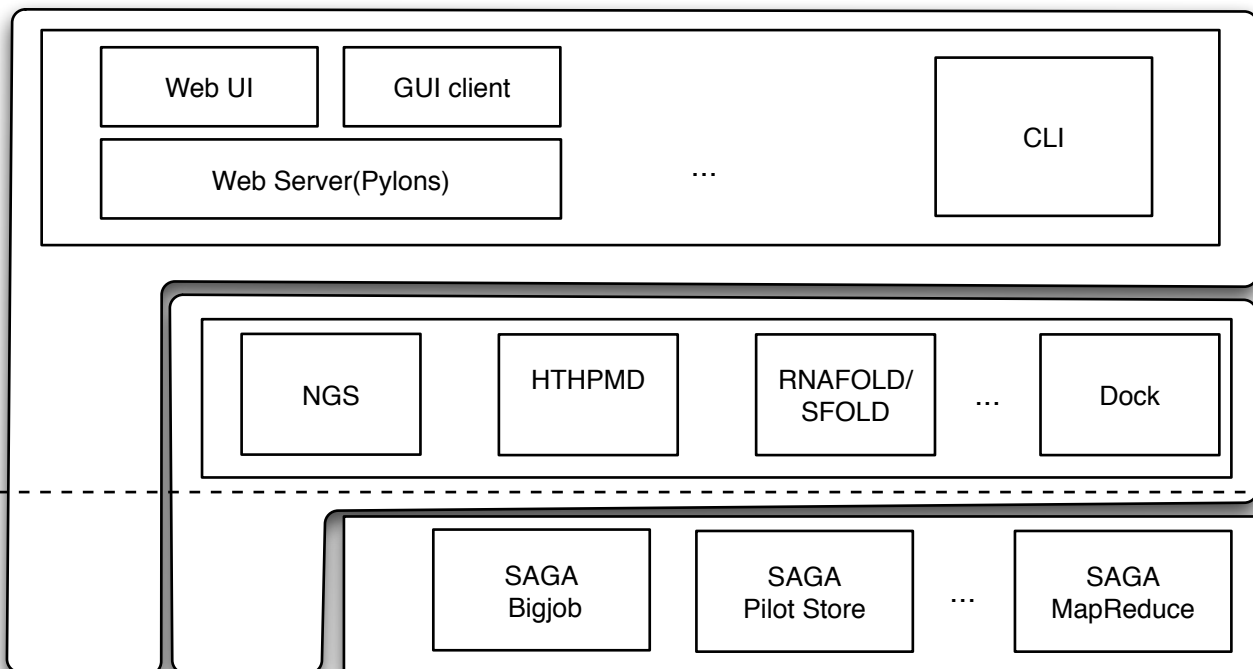 Web UI
GUI client
CLI
Web Server(Pylons)
...
NGS
HTHPMD
RNAFOLD/
SFOLD
...
Dock
SAGA
Bigjob
SAGA
Pilot Store
...
SAGA
MapReduce